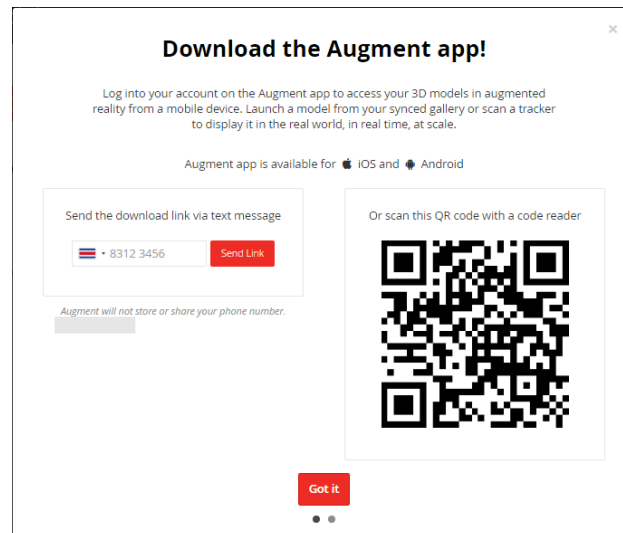 ×
Download the Augment app!
Log into your account on the Augment app to access your 3D models in augmented
reality from a mobile device. Launch a model from your synced gallery or scan a tracker
to display it in the real world, in real time, at scale.
Augment app is available for iOS and Android
Send the download link via text message
8312 3456 Send Link
Augment will not store or share your phone number.
Or scan this QR code with a code reader
Got it